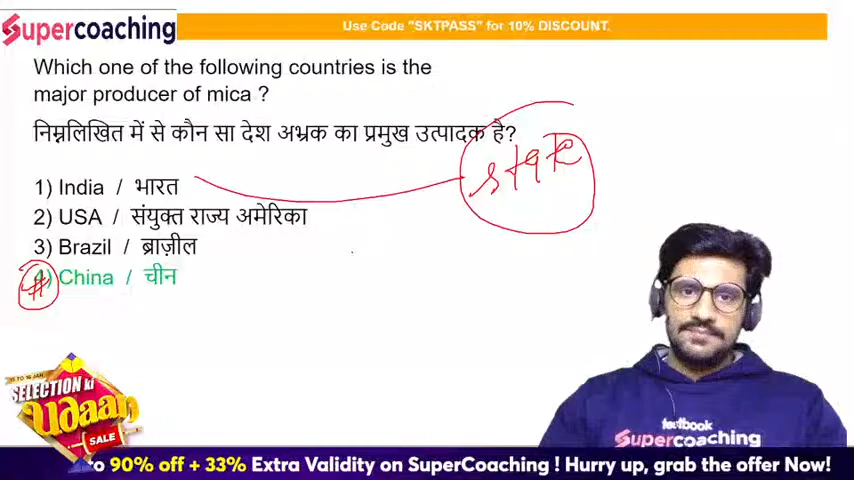 Supercoaching
Use Code "SKTPASS" for 10% DISCOUNT.
Which one of the following countries is the
major producer of mica ?
निम्नलिखित में से कौन सा देश अभ्रक का प्रमुख उत्पादक है?
1) India / भारत
2) USA / संयुक्त राज्य अमेरिका
3) Brazil / ब्राज़ील
4) China / चीन
SELECTION ki
udaan
SALE
testbook
Supercoaching
to 90% off + 33% Extra Validity on SuperCoaching ! Hurry up, grab the offer Now!